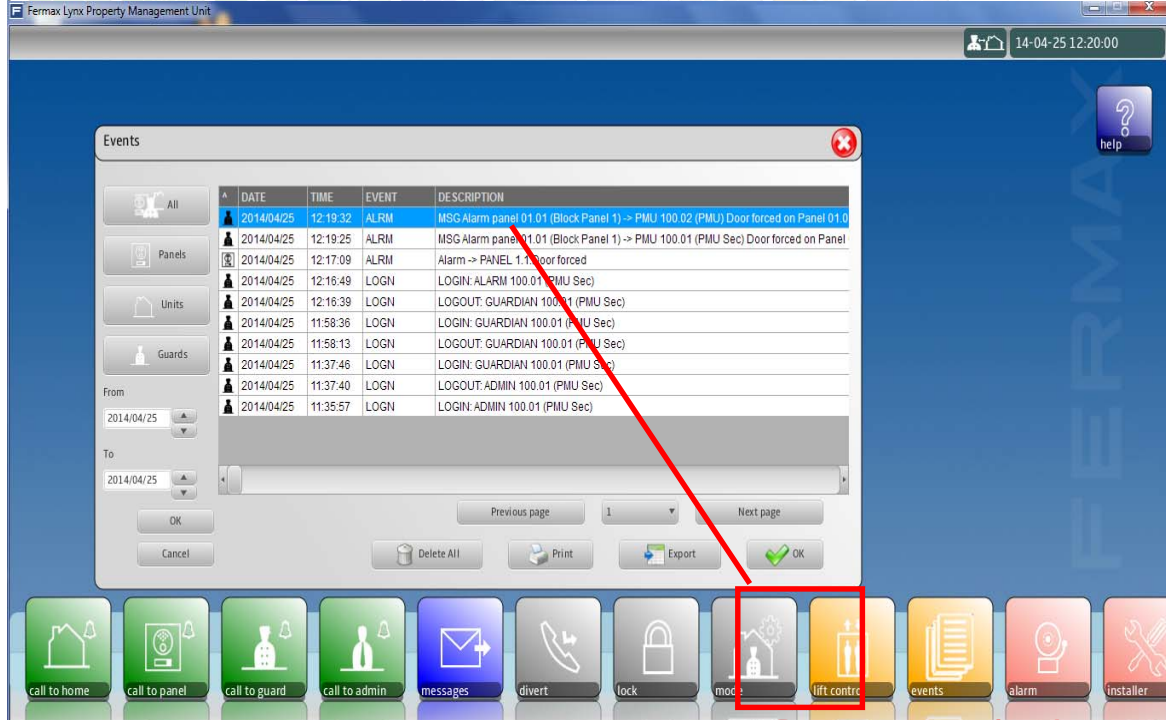 Fermax Lynx Property Management Unit
14-04-25 12:20:00
help
FERMAX
Events
All
Panels
Units
Guards
From
2014/04/25
To
2014/04/25
OK
Cancel
^ DATE TIME EVENT DESCRIPTION
2014/04/25 12:19:32 ALRM MSG Alarm panel 01.01 (Block Panel 1) -> PMU 100.02 (PMU) Door forced on Panel 01.0
2014/04/25 12:19:25 ALRM MSG Alarm panel 01.01 (Block Panel 1) -> PMU 100.01 (PMU Sec) Door forced on Panel
2014/04/25 12:17:09 ALRM Alarm -> PANEL 1.1:Door forced
2014/04/25 12:16:49 LOGN LOGIN: ALARM 100.01 (PMU Sec)
2014/04/25 12:16:39 LOGN LOGOUT: GUARDIAN 100.01 (PMU Sec)
2014/04/25 11:58:36 LOGN LOGIN: GUARDIAN 100.01 (PMU Sec)
2014/04/25 11:58:13 LOGN LOGOUT: GUARDIAN 100.01 (PMU Sec)
2014/04/25 11:37:46 LOGN LOGIN: GUARDIAN 100.01 (PMU Sec)
2014/04/25 11:37:40 LOGN LOGOUT: ADMIN 100.01 (PMU Sec)
2014/04/25 11:35:57 LOGN LOGIN: ADMIN 100.01 (PMU Sec)
Previous page 1 Next page
Delete All Print Export OK
call to home call to panel call to guard call to admin messages divert lock mode lift control events alarm installer